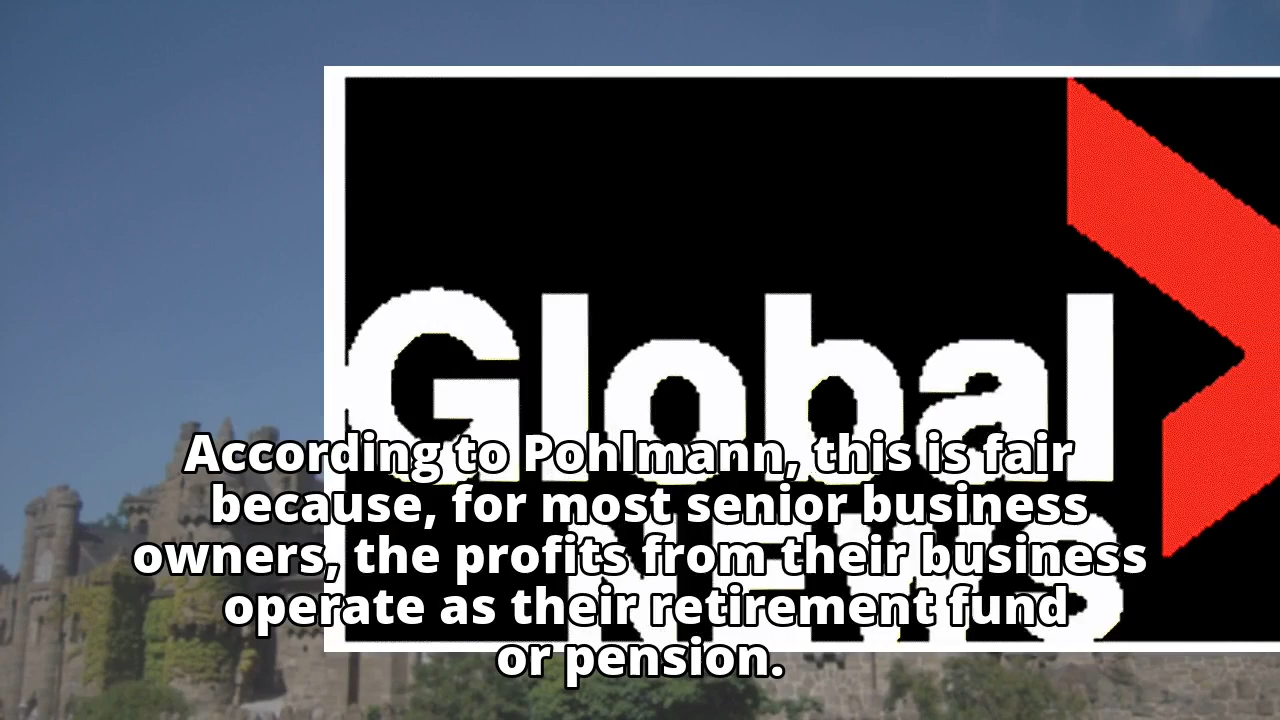 Global
News
According to Pohlmann, this is fair
because, for most senior business
owners, the profits from their business
operate as their retirement fund
or pension.